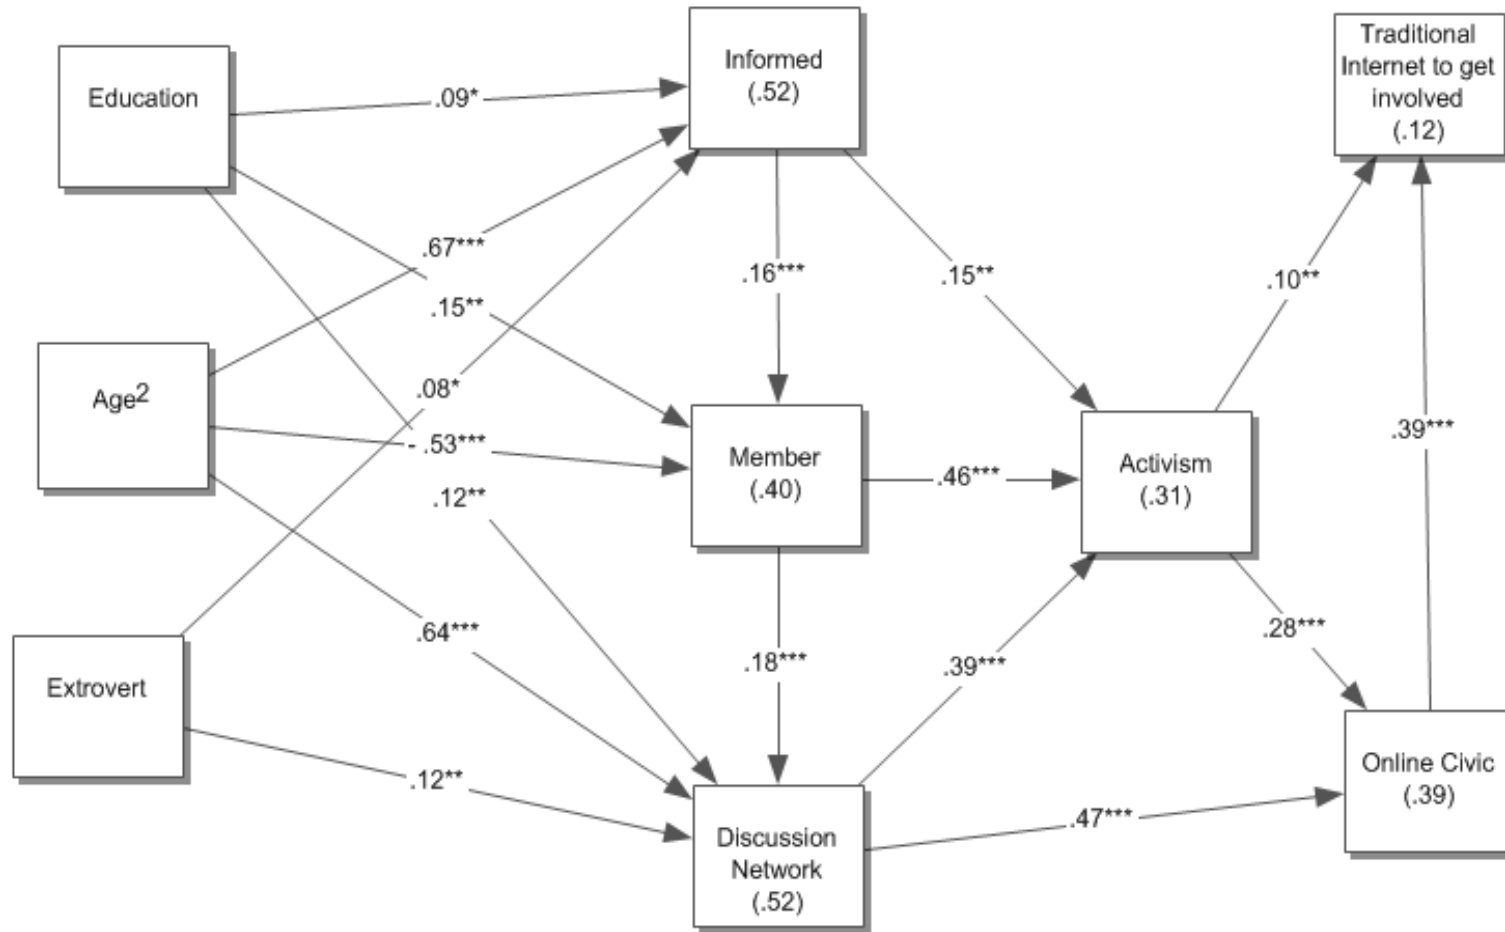 Education
Informed
(.52)
Traditional
Internet to get
involved
(.12)
.09*
.67***
.15**
.16***
.15**
.10**
Age2
.08*
- .53***
.12**
Member
(.40)
.46***
Activism
(.31)
.39***
Extrovert
.64***
.18***
.39***
.28***
.12**
Discussion
Network
(.52)
.47***
Online Civic
(.39)